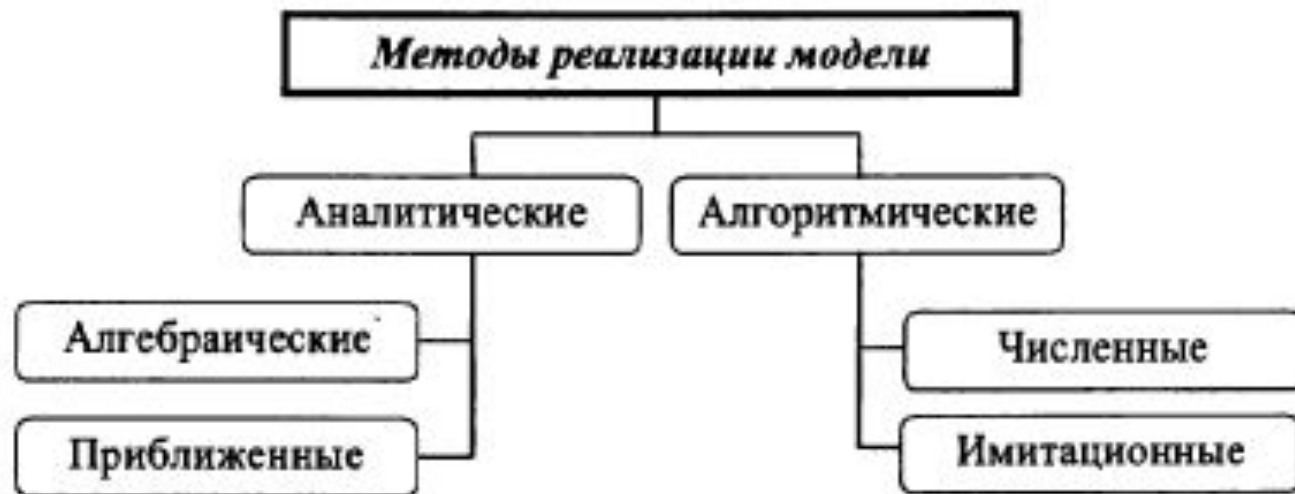 Методы реализации модели
Аналитические
Алгоритмические
Алгебраические
Численные
Приближенные
Имитационные